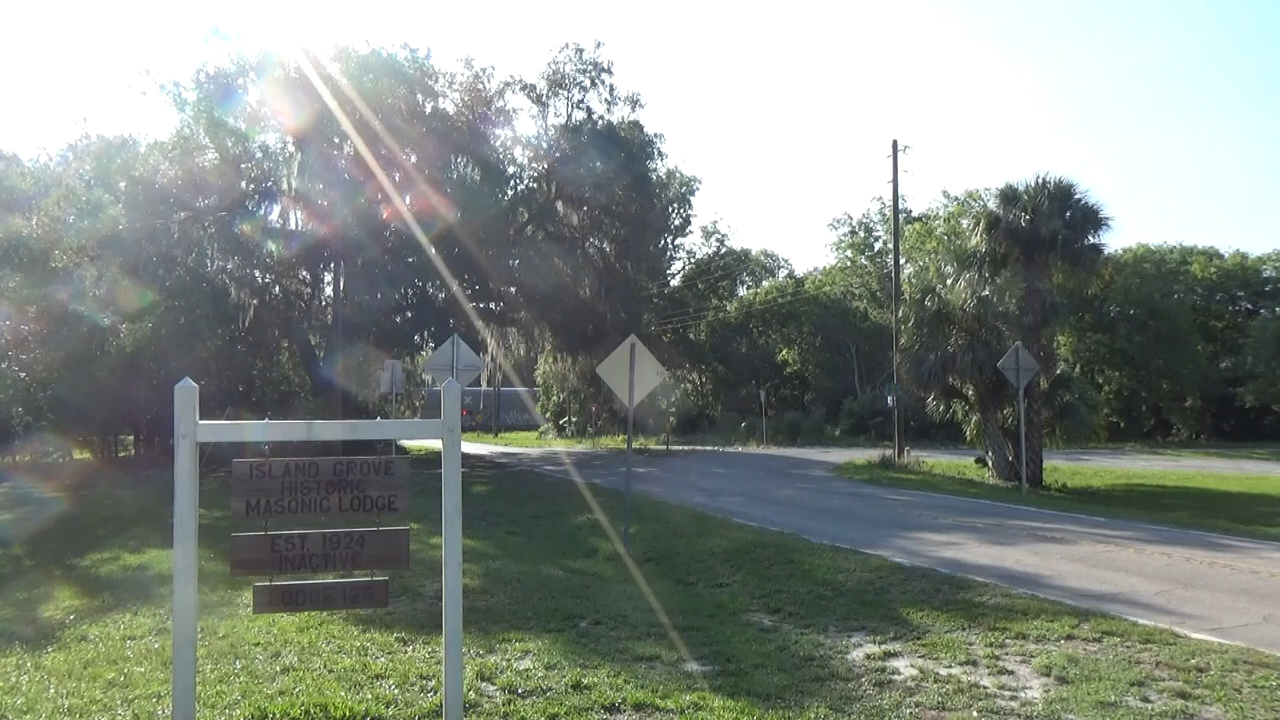 ISLAND GROVE
HISTORIC
MASONIC LODGE
EST. 1924
INACTIVE
LODGE 125